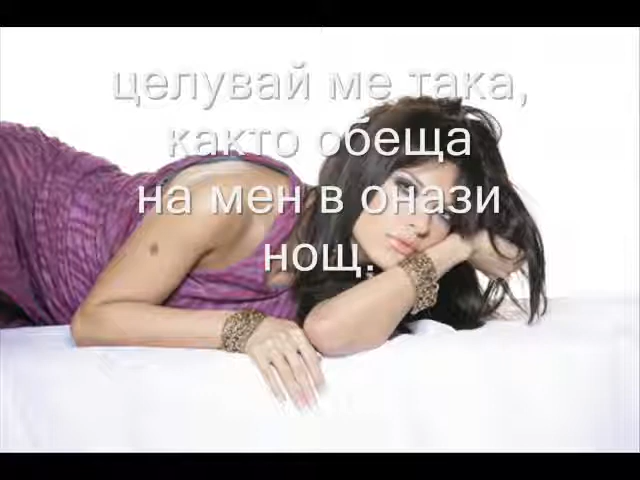 целувай ме така,
както обеща
на мен в онази
нощ.